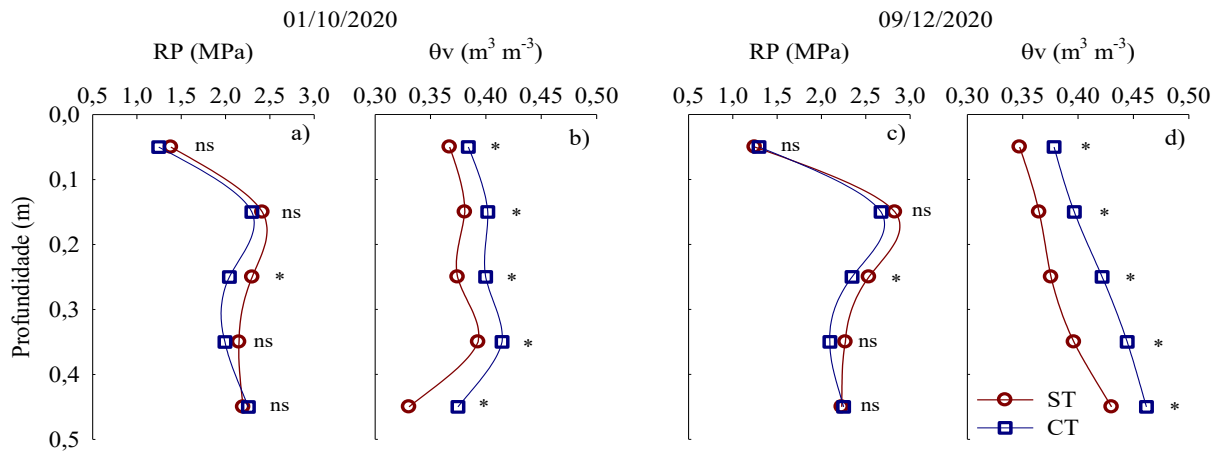 01/10/2020 09/12/2020
RP (MPa) θv (m³ m⁻³) RP (MPa) θv (m³ m⁻³)
0,5 1,0 1,5 2,0 2,5 3,0 0,30 0,35 0,40 0,45 0,50 0,5 1,0 1,5 2,0 2,5 3,0 0,30 0,35 0,40 0,45 0,50
0,0
a) b) c) d)
ns * ns *
0,1
ns * ns *
0,2
* * * *
0,3
ns * ns *
0,4
ns * ns *
0,5
Profundidade (m)
ST
CT